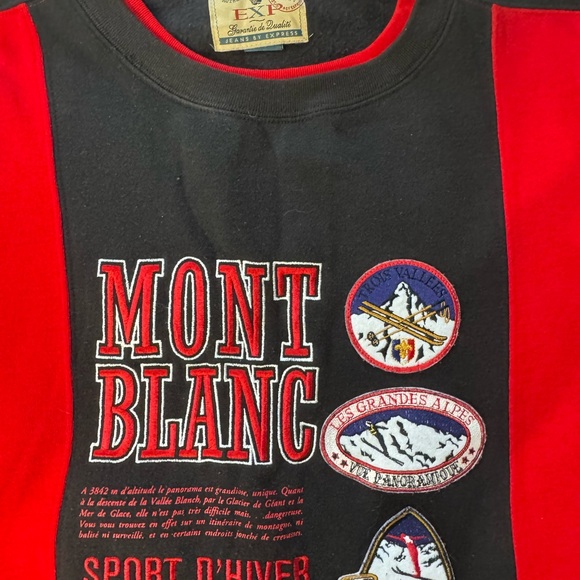 EXP
Garantie de Qualité
JEANS BY EXPRESS
MONT
BLANC
TROIS VALLÉES
LES GRANDES ALPES
VUE PANORAMIQUE
A 3842 m d'altitude le panorama est grandiose, unique. Quant
à la descente de la Vallée Blanch, par le Glacier de Géant et la
Mer de Glace, elle n'est pas très difficile mais. . .dangereuse.
Vous vous trouvez en effet sur un itinéraire de montagne, ni
balisé ni surveillé, et en certains endroits jonché de crevasses.
SPORT D'HIVER